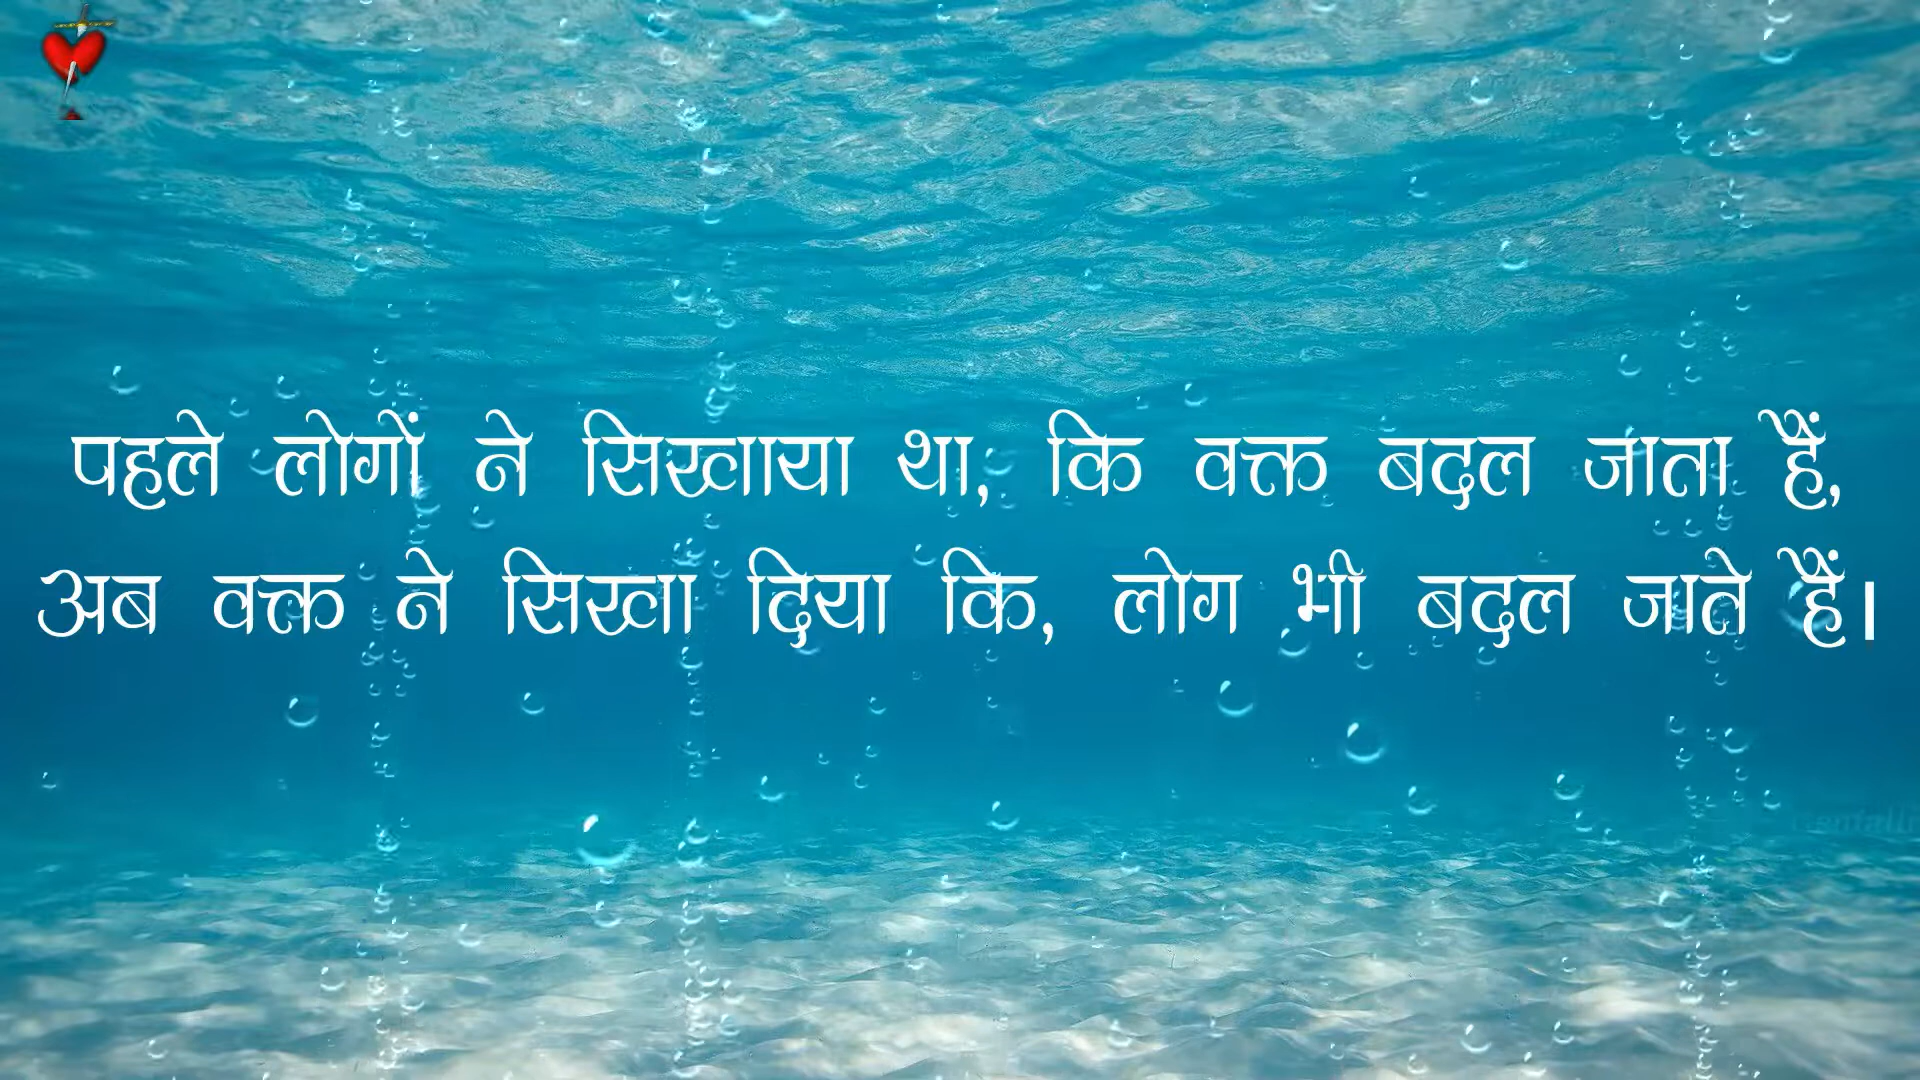 पहले लोगों ने सिखाया था, कि वक्त बदल जाता हैं,
अब वक्त ने सिखा दिया कि, लोग भी बदल जाते हैं।